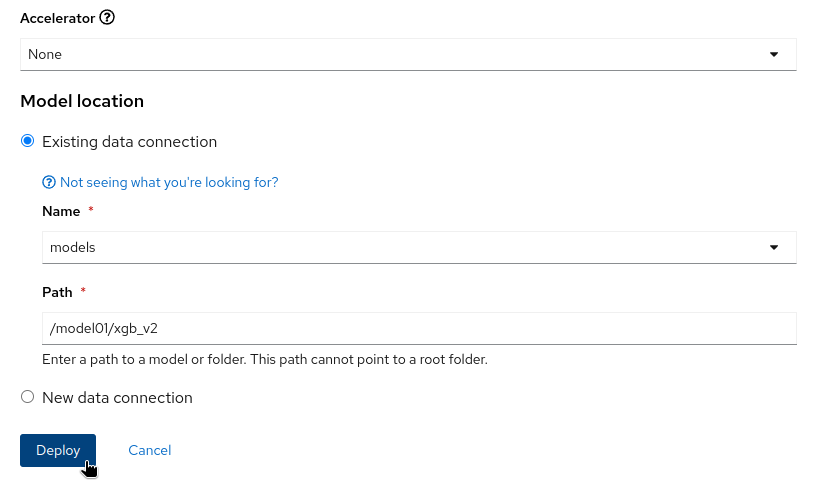 Accelerator
None
Model location
Existing data connection
Not seeing what you're looking for?
Name *
models
Path *
/model01/xgb_v2
Enter a path to a model or folder. This path cannot point to a root folder.
New data connection
Deploy Cancel